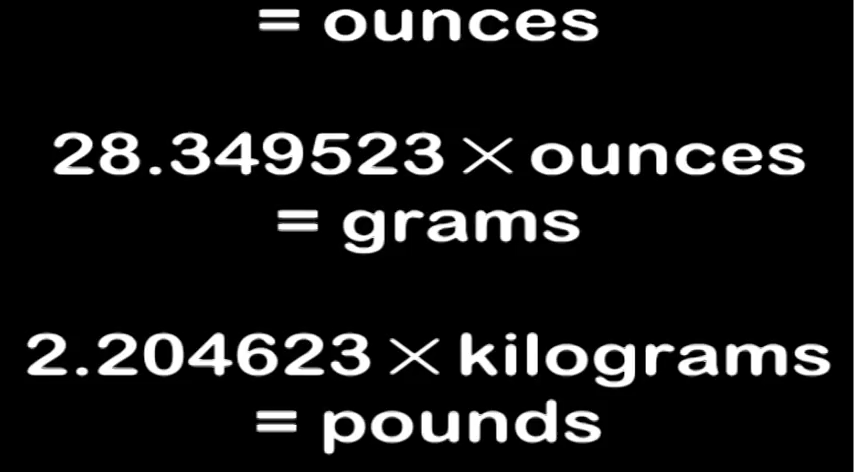 = ounces
28.349523 × ounces
= grams
2.204623 × kilograms
= pounds